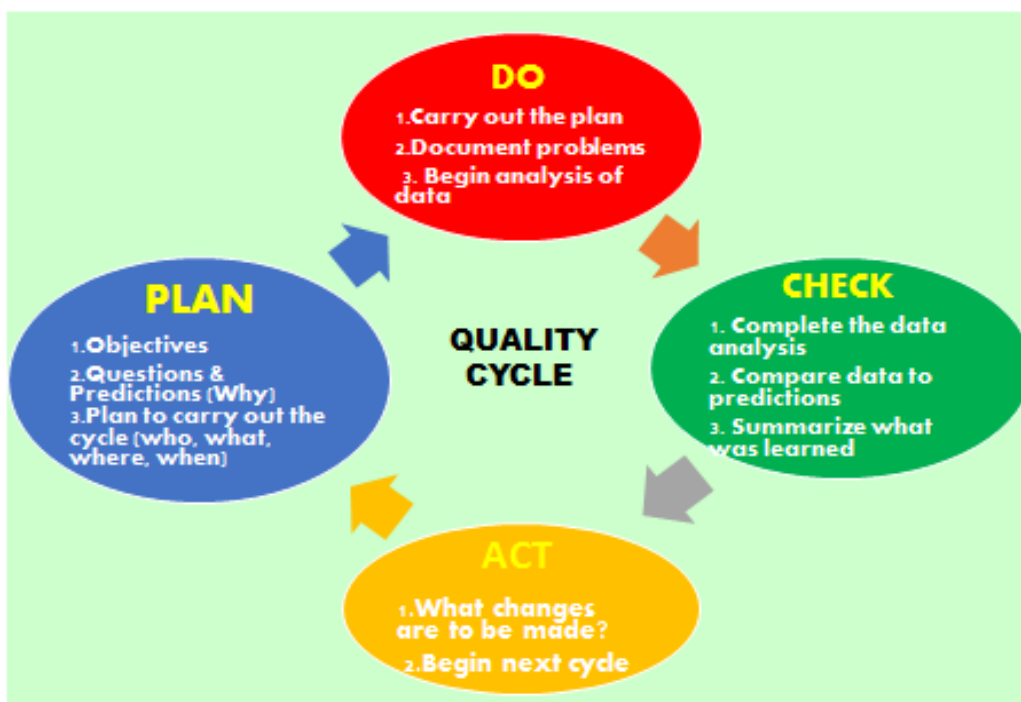 DO
1.Carry out the plan
2.Document problems
3. Begin analysis of
data
PLAN
1.Objectives
2.Questions &
Predictions (Why)
3.Plan to carry out the
cycle (who, what,
where, when)
QUALITY
CYCLE
CHECK
1. Complete the data
analysis
2. Compare data to
predictions
3. Summarize what
was learned
ACT
1.What changes
are to be made?
2.Begin next cycle